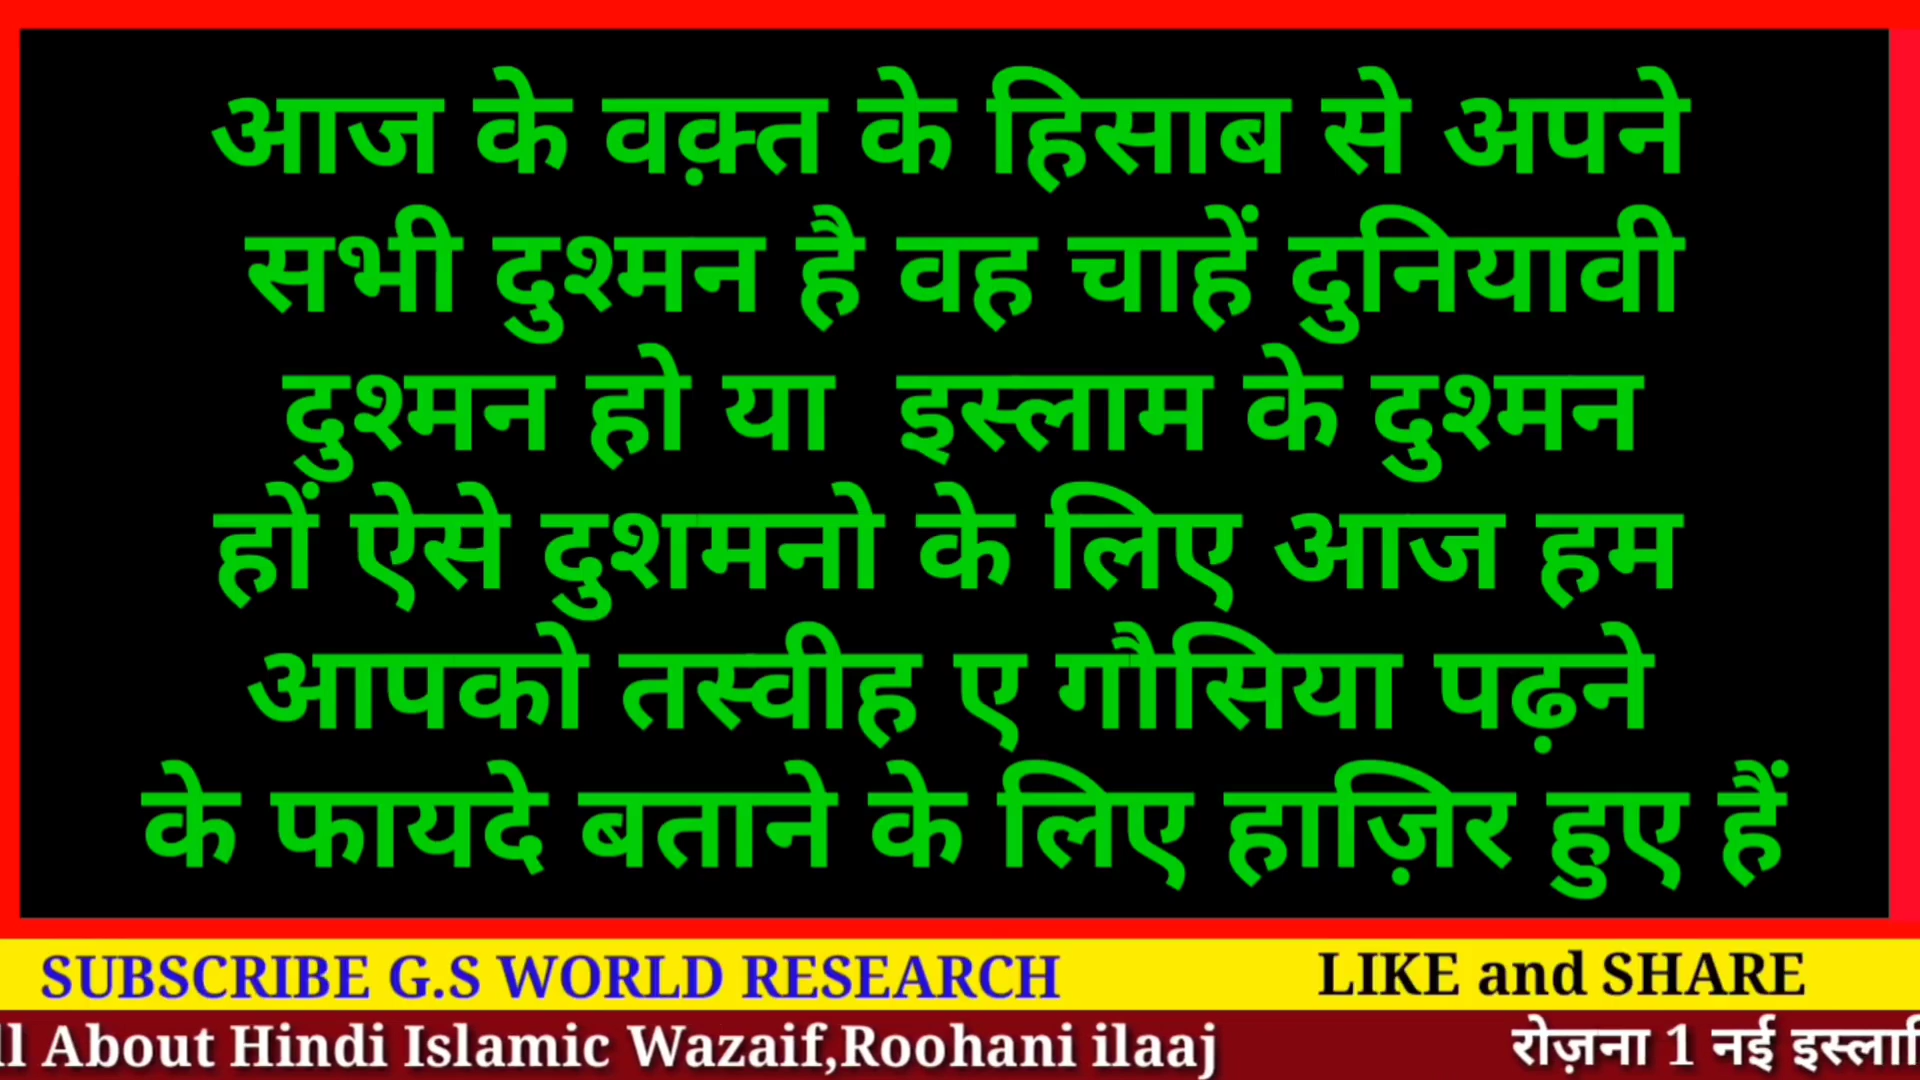 आज के वक़्त के हिसाब से अपने
सभी दुश्मन है वह चाहें दुनियावी
दुश्मन हो या इस्लाम के दुश्मन
हों ऐसे दुशमनो के लिए आज हम
आपको तस्वीह ए गौसिया पढ़ने
के फायदे बताने के लिए हाज़िर हुए हैं
SUBSCRIBE G.S WORLD RESEARCH LIKE and SHARE
About Hindi Islamic Wazaif,Roohani ilaaj रोज़ना 1 नई